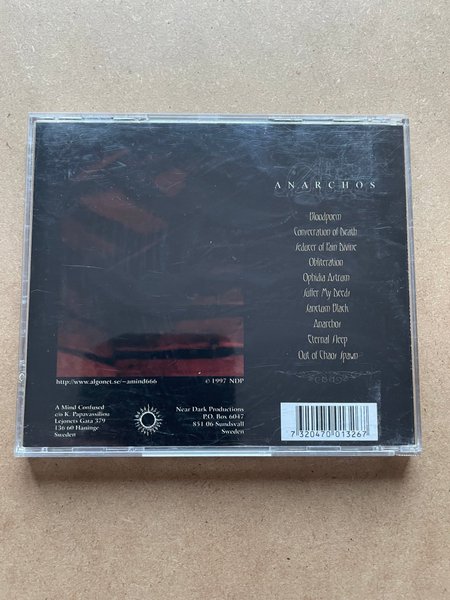 ANARCHOS
Bloodpoem
Convecration of Death
Seducer of Pain Divine
Obliteration
Ophidia Astrum
Suffer My Deeds
Sanctum Black
Anarchos
Eternal Sleep
Out of Chaos Spawn
http://www.algonet.se/~amind666
© 1997 NDP
A Mind Confused
c/o K. Papavassiliou
Lejonets Gata 379
136 60 Haninge
Sweden
Near Dark Productions
P.O. Box 6047
851 06 Sundsvall
Sweden
7 320470 013267